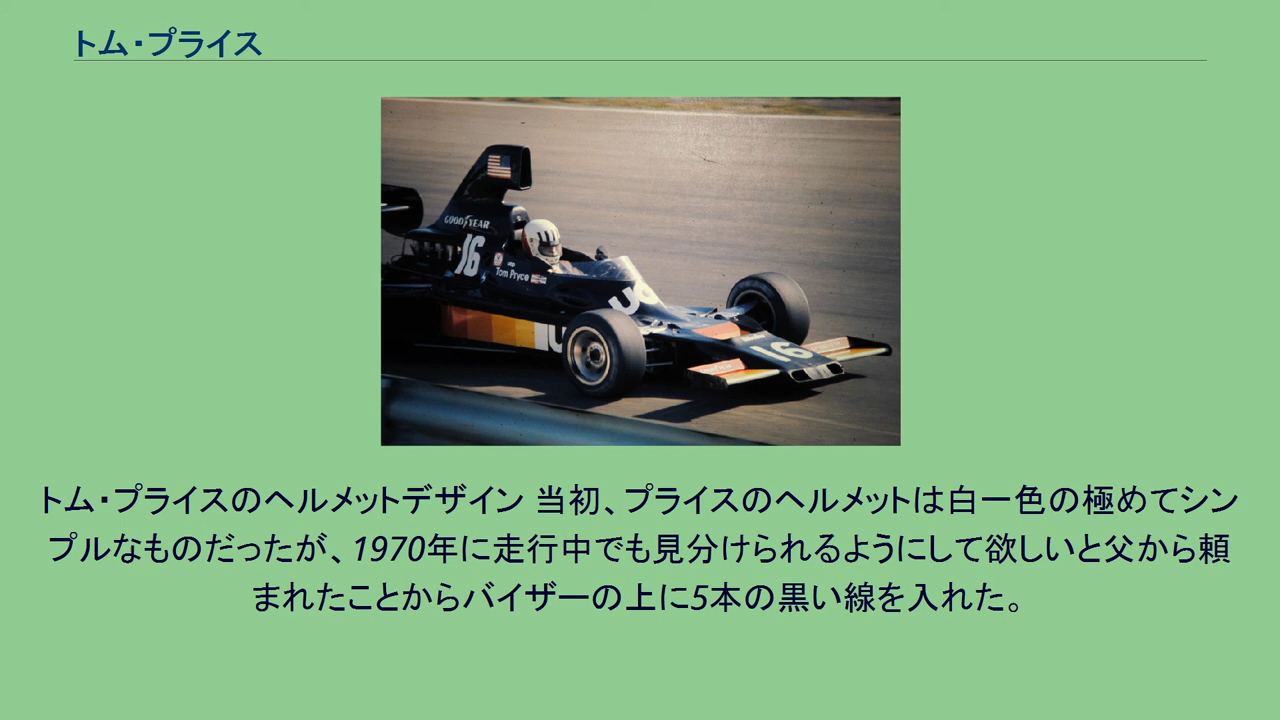 トム・プライス
GOODYEAR
16
Tom Pryce
UO
16
トム・プライスのヘルメットデザイン 当初、プライスのヘルメットは白一色の極めてシン
プルなものだったが、1970年に走行中でも見分けられるようにして欲しいと父から頼
まれたことからバイザーの上に5本の黒い線を入れた。